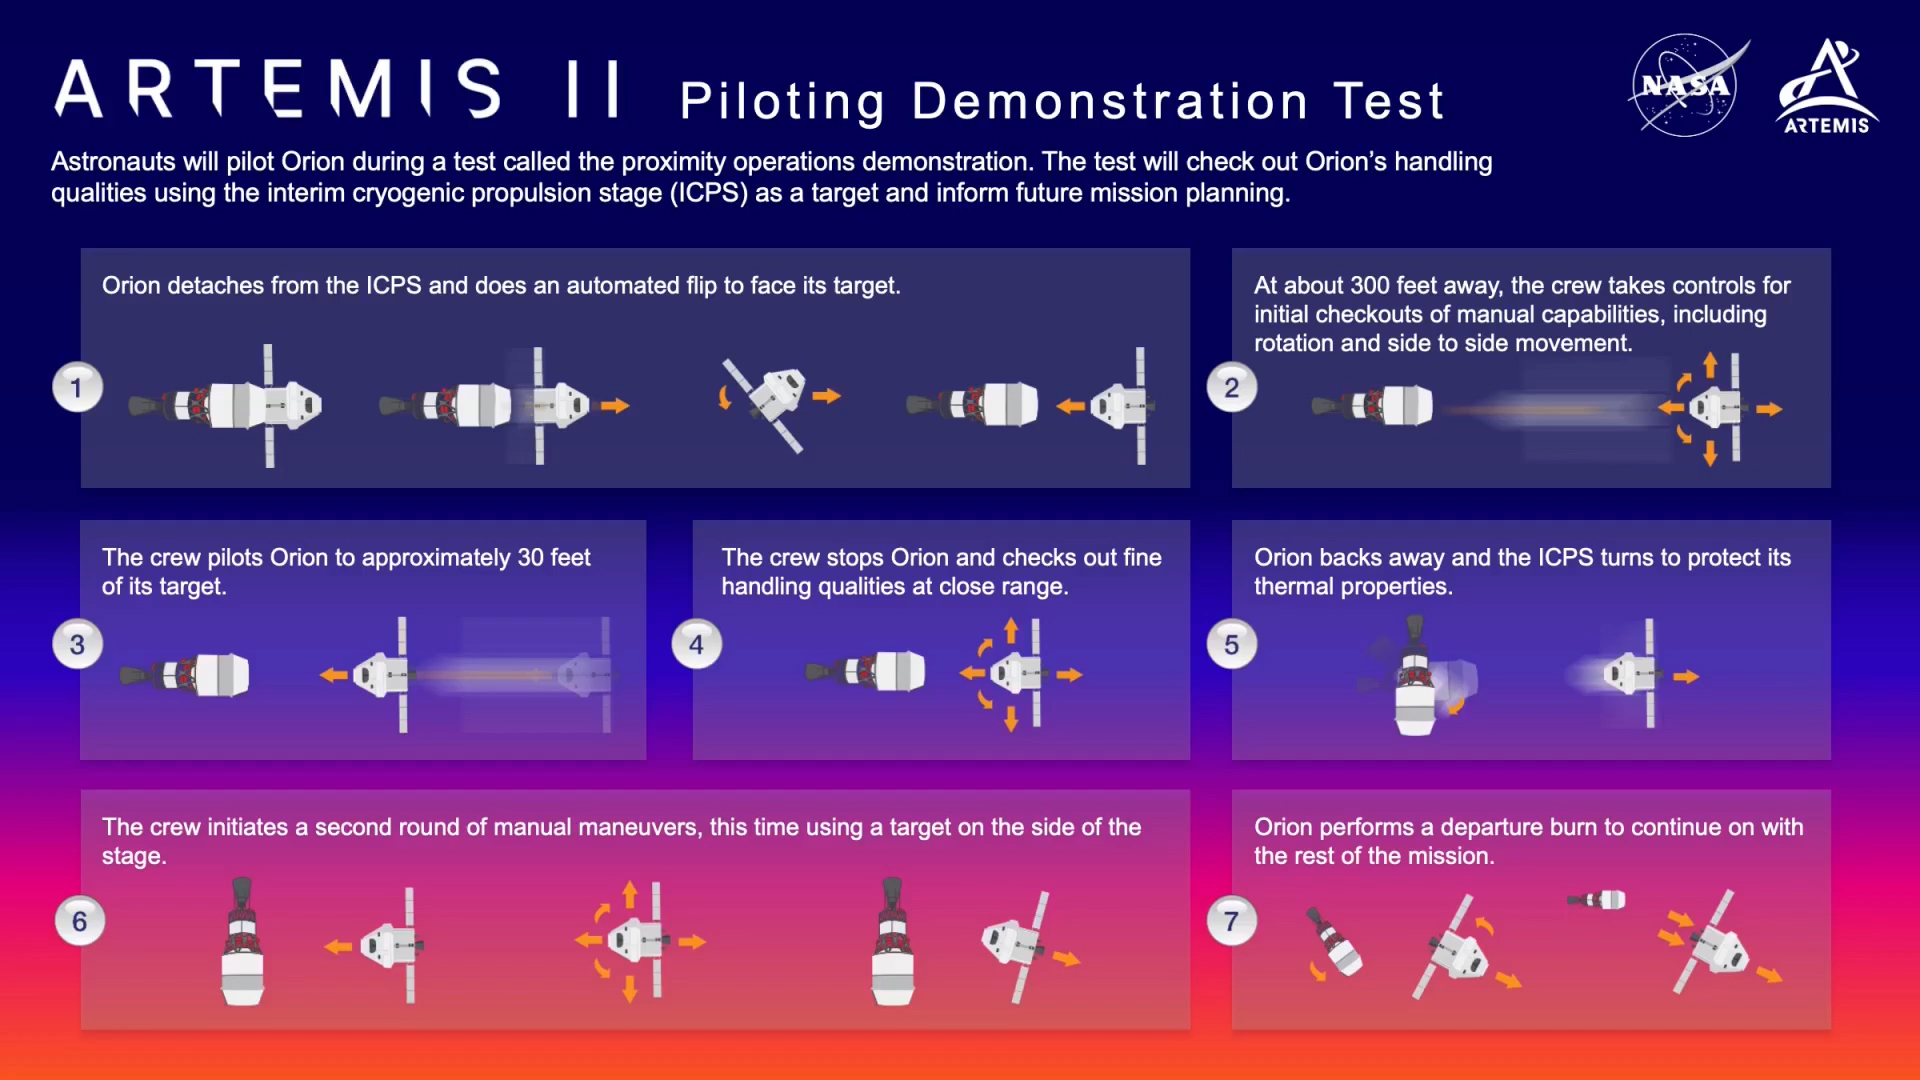 ARTEMIS II Piloting Demonstration Test
NASA
ARTEMIS
Astronauts will pilot Orion during a test called the proximity operations demonstration. The test will check out Orion’s handling
qualities using the interim cryogenic propulsion stage (ICPS) as a target and inform future mission planning.
1
Orion detaches from the ICPS and does an automated flip to face its target.
2
At about 300 feet away, the crew takes controls for
initial checkouts of manual capabilities, including
rotation and side to side movement.
3
The crew pilots Orion to approximately 30 feet
of its target.
4
The crew stops Orion and checks out fine
handling qualities at close range.
5
Orion backs away and the ICPS turns to protect its
thermal properties.
6
The crew initiates a second round of manual maneuvers, this time using a target on the side of the
stage.
7
Orion performs a departure burn to continue on with
the rest of the mission.